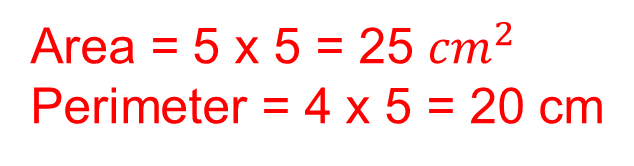 Area = 5 x 5 = 25 cm²
Perimeter = 4 x 5 = 20 cm